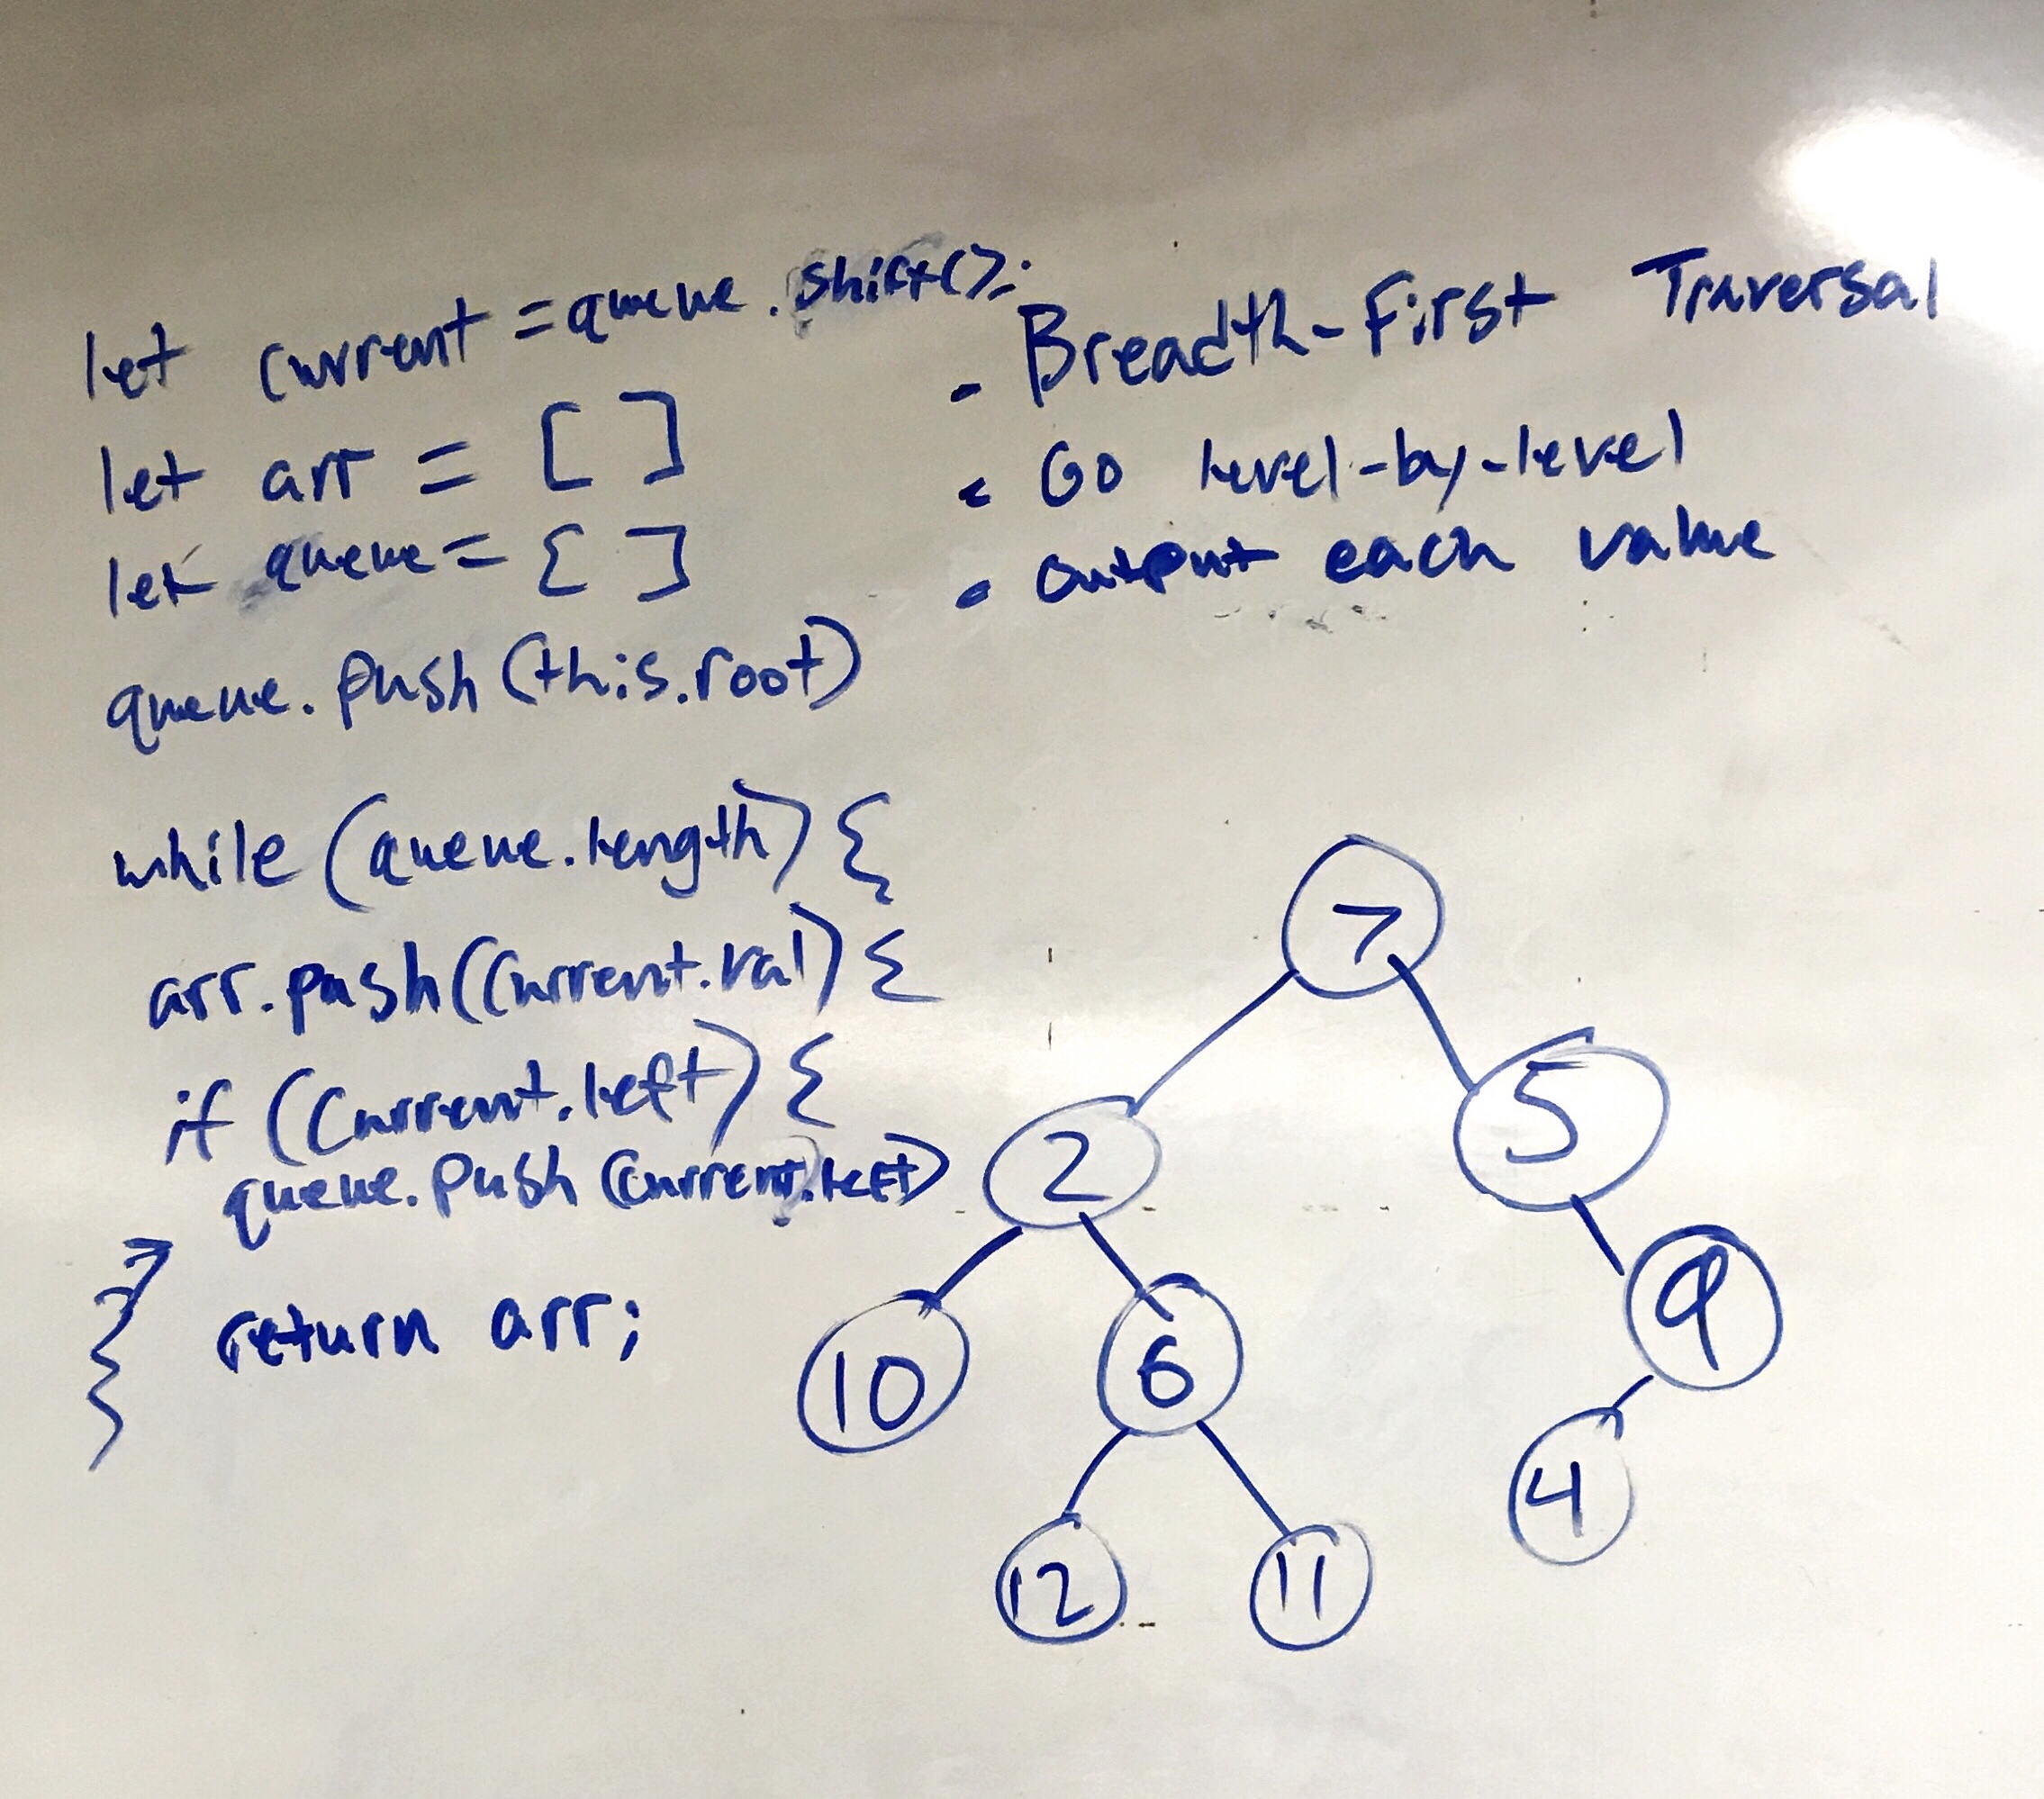 let current = queue.shift();
let arr = [ ]
let queue = { ]
queue.push(this.root)
while (queue.length) {
arr.push(current.val) {
if (current.left) {
queue.push(current.left)
}
return arr;
}
- Breadth-First Traversal
- Go level-by-level
- output each value
7
2
5
10
6
9
12
11
4